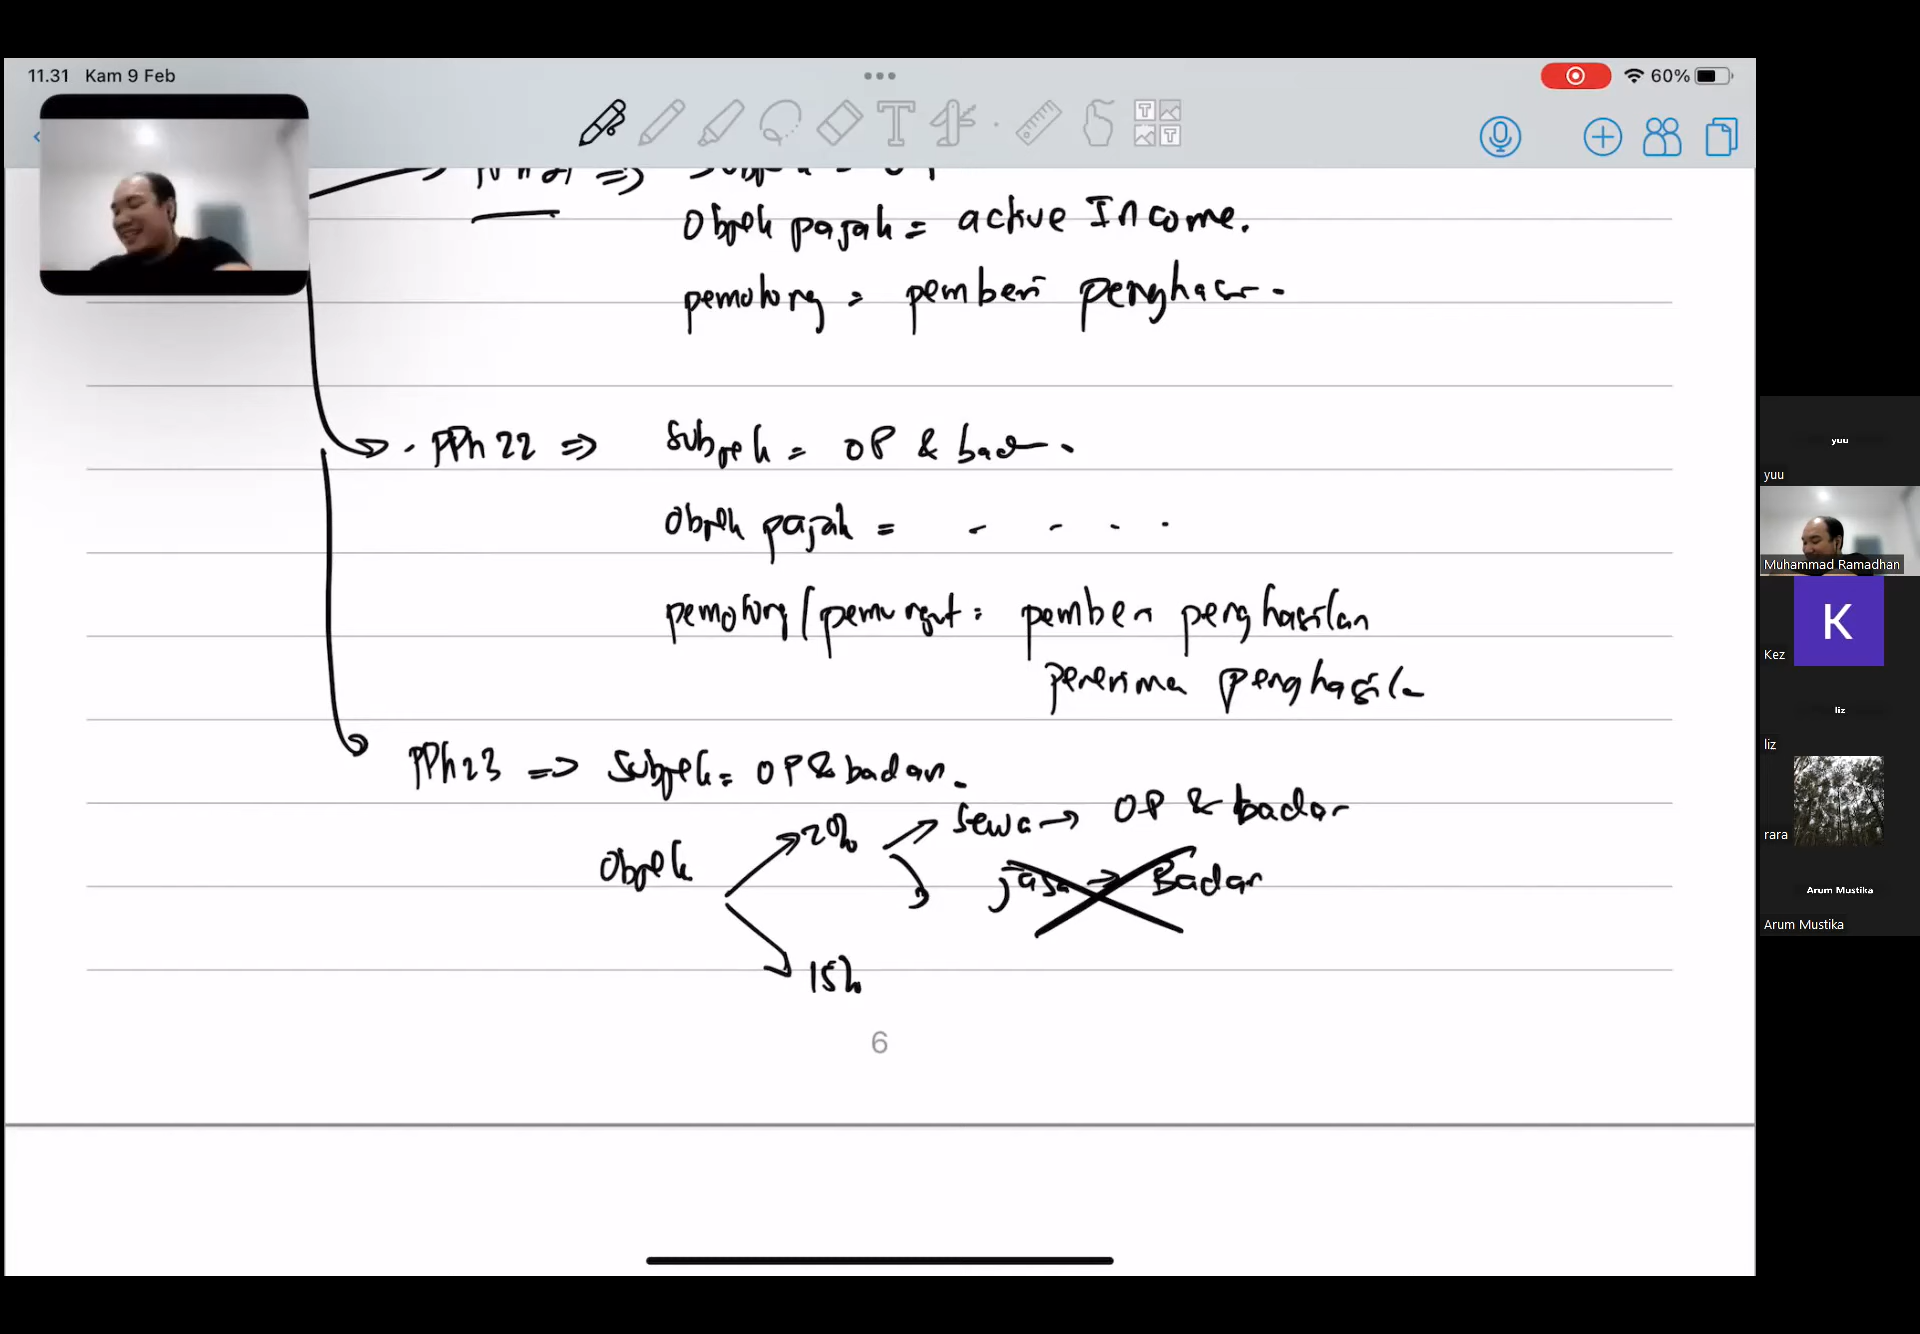 11.31 Kam 9 Feb
60%
Objek pajak = active Income.
pemotong = pemberi
PPh 22 ⇒ Subjek = OP & badan.
Objek pajak = - - - -
pemotong / pemungut : pemberi penghasilan
penerima penghasilan
PPh 23 ⇒ Subjek = OP & badan.
Objek
2%
Sewa → OP & badan
jasa → Badan
15%
6
yuu
yuu
Muhammad Ramadhan
K
Kez
liz
liz
rara
Arum Mustika
Arum Mustika